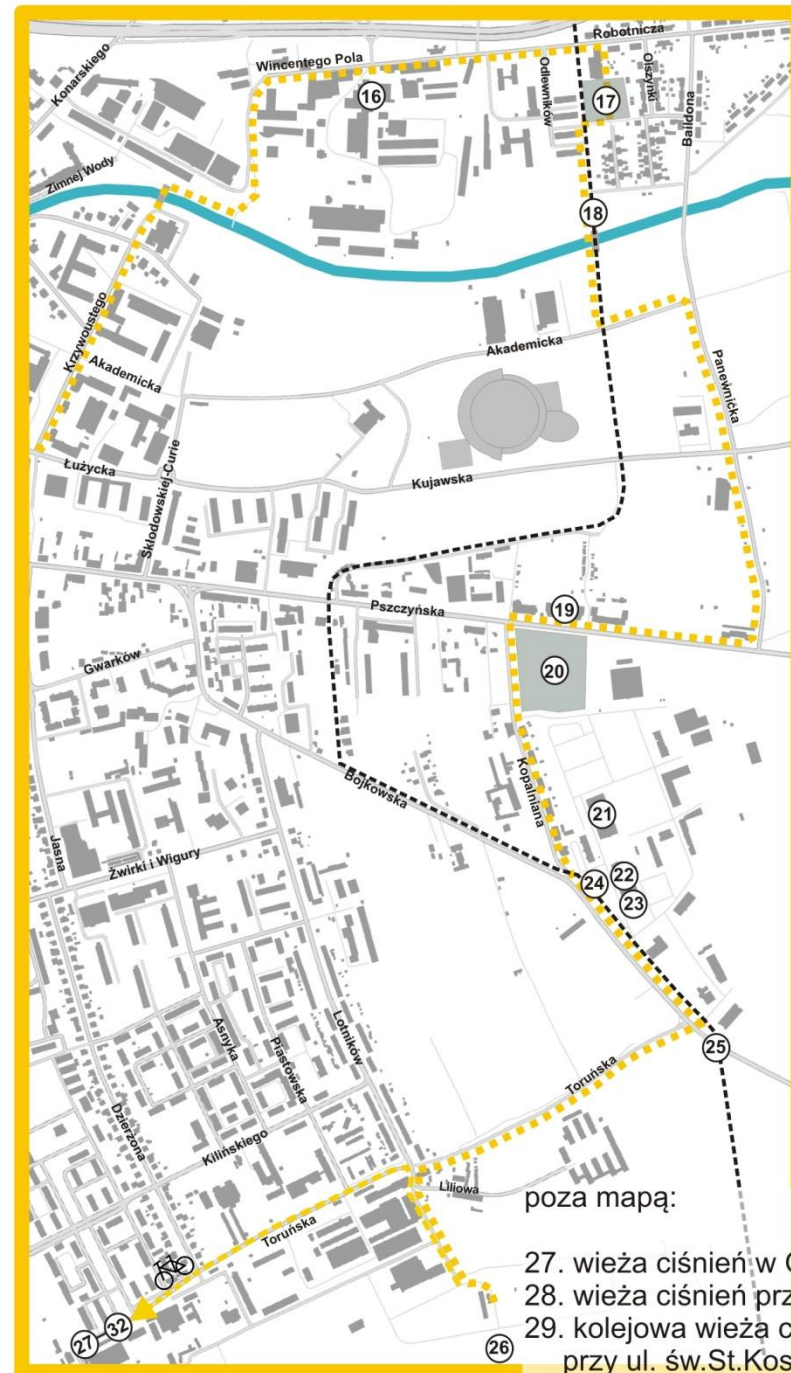 Robotnicza
Wincentego Pola
Konarskiego
Odlewników
Olszynki
Baildona
16
17
Zimnej Wody
18
Krzywoustego
Akademicka
Akademicka
Panewnicka
Łużycka
Skłodowskiej-Curie
Kujawska
19
Pszczyńska
Gwarków
20
Bojkowska
Kopalniana
21
Jasna
Żwirki i Wigury
22
24
23
Asnyka
Piastowska
Lotników
25
Toruńska
Dzierzona
Kilińskiego
Liliowa
poza mapą:
Toruńska
27. wieża ciśnień w
28. wieża ciśnień
29. kolejowa wieża
przy ul. św.St.
27
32
26